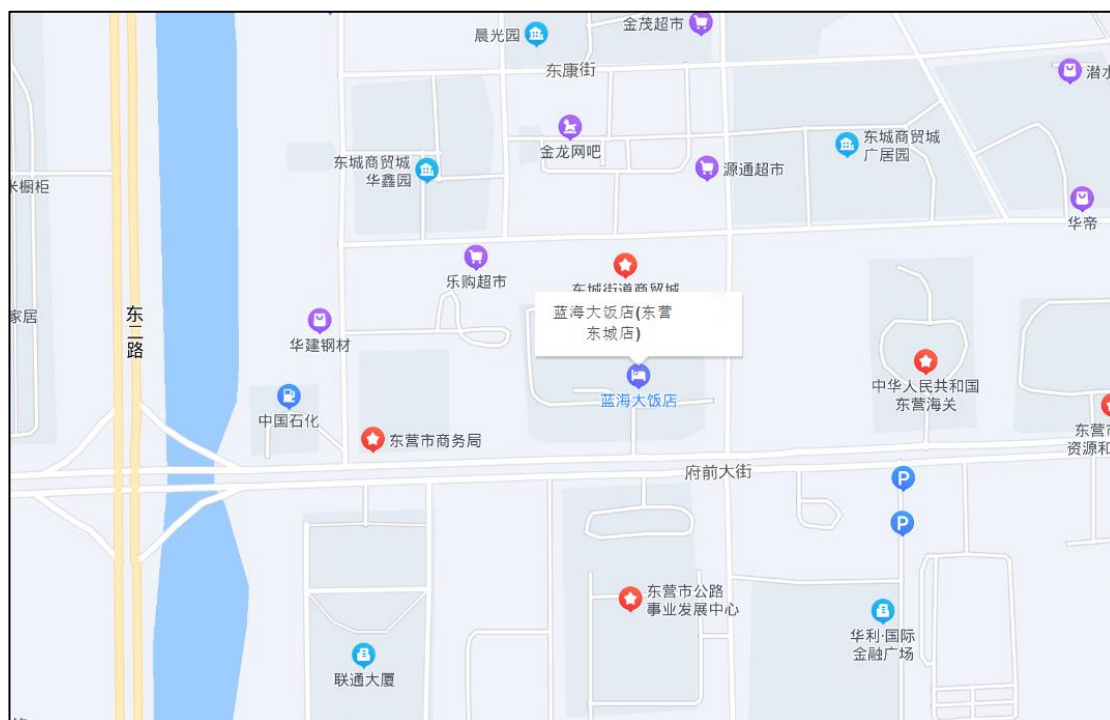 晨光园
金茂超市
东康街
潜水
金龙网吧
东城商贸城
广居园
东城商贸城
华鑫园
源通超市
米橱柜
华帝
乐购超市
东城街道商贸城
家居
东二路
蓝海大饭店(东营
东城店)
华建钢材
蓝海大饭店
中华人民共和国
东营海关
中国石化
东营市商务局
东营市
资源和
府前大街
P
P
东营市公路
事业发展中心
华利·国际
金融广场
联通大厦